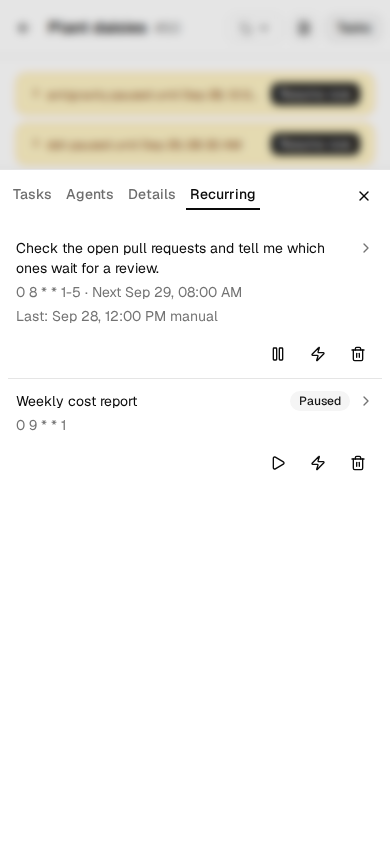 Plant daisies
Tasks Agents Details Recurring
Check the open pull requests and tell me which
ones wait for a review.
0 8 * * 1-5 · Next Sep 29, 08:00 AM
Last: Sep 28, 12:00 PM manual
Weekly cost report
Paused
0 9 * * 1